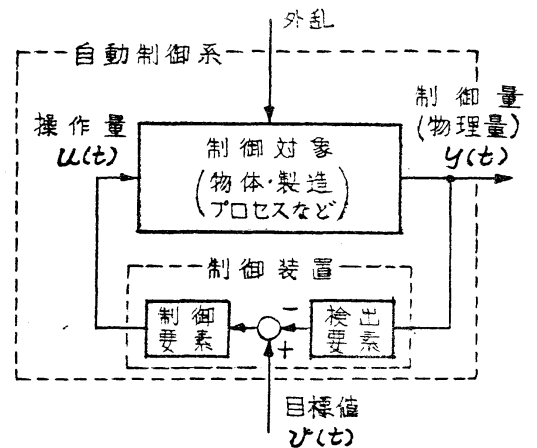 外乱
自動制御系
制御量
(物理量)
y(t)
操作量
u(t)
制御対象
(物体・製造
プロセスなど)
制御装置
制御
要素
−
+
検出
要素
目標値
v(t)